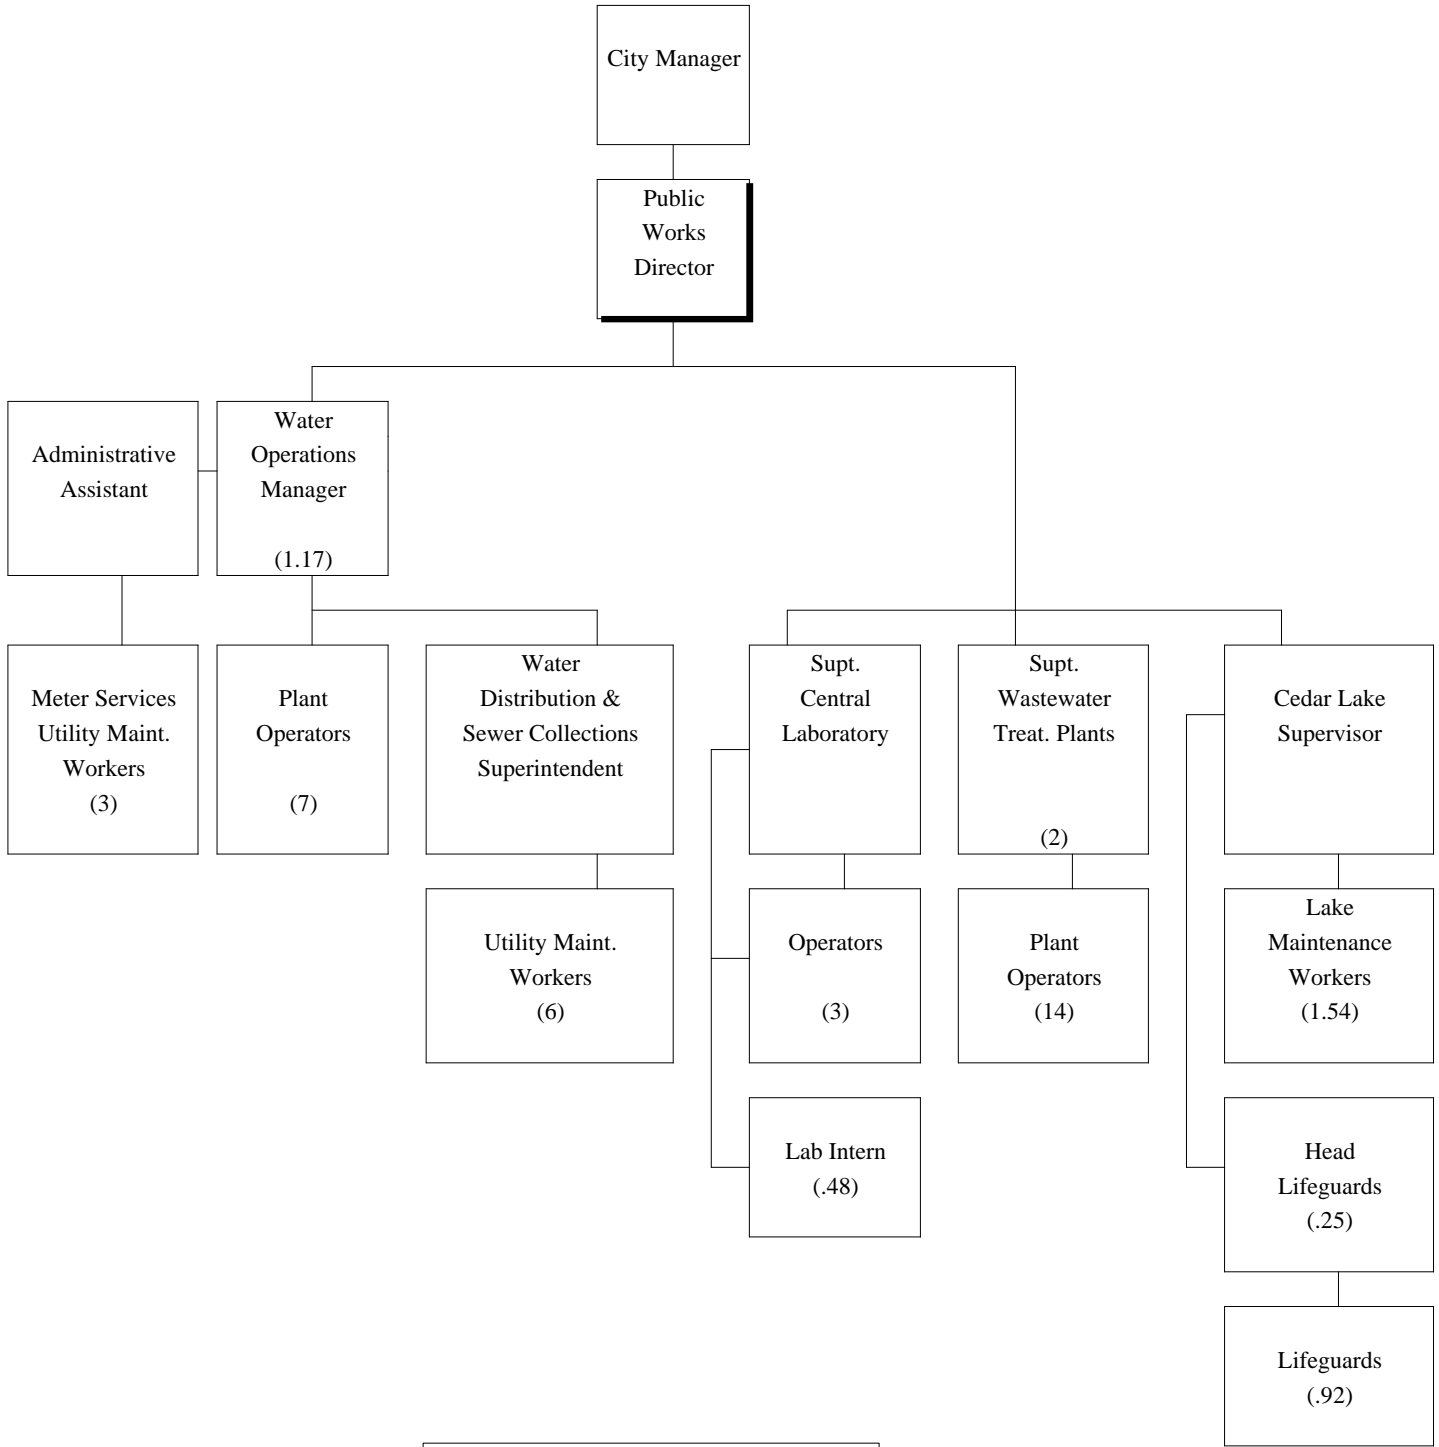 City Manager
Public
Works
Director
Administrative
Assistant
Water
Operations
Manager
(1.17)
Meter Services
Utility Maint.
Workers
(3)
Plant
Operators
(7)
Water
Distribution &
Sewer Collections
Superintendent
Supt.
Central
Laboratory
Supt.
Wastewater
Treat. Plants
(2)
Cedar Lake
Supervisor
Utility Maint.
Workers
(6)
Operators
(3)
Plant
Operators
(14)
Lake
Maintenance
Workers
(1.54)
Lab Intern
(.48)
Head
Lifeguards
(.25)
Lifeguards
(.92)